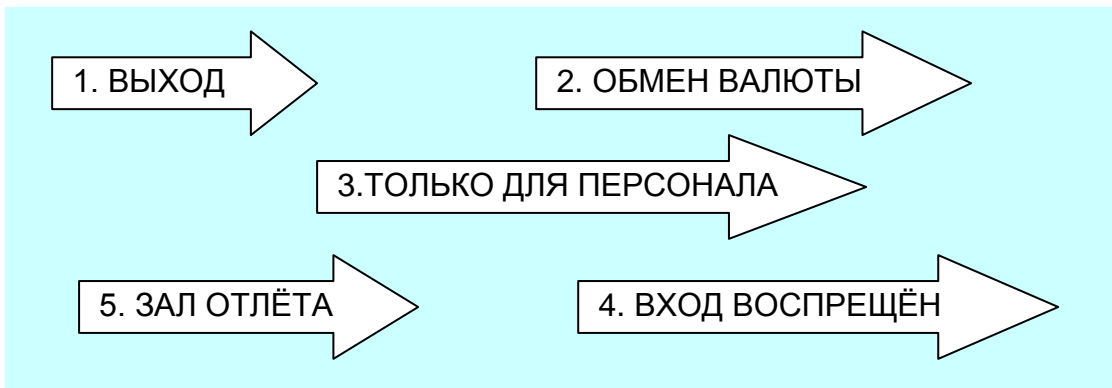 1. ВЫХОД
2. ОБМЕН ВАЛЮТЫ
3.ТОЛЬКО ДЛЯ ПЕРСОНАЛА
5. ЗАЛ ОТЛЁТА
4. ВХОД ВОСПРЕЩЁН